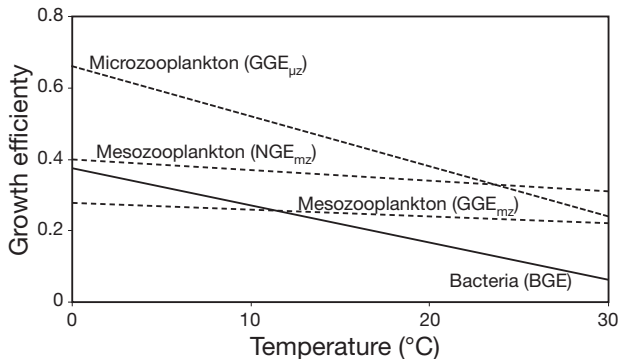 0.8
0.6
0.4
0.2
0
Growth efficienty
Microzooplankton (GGEμz)
Mesozooplankton (NGEmz)
Mesozooplankton (GGEmz)
Bacteria (BGE)
0
10
20
30
Temperature (°C)